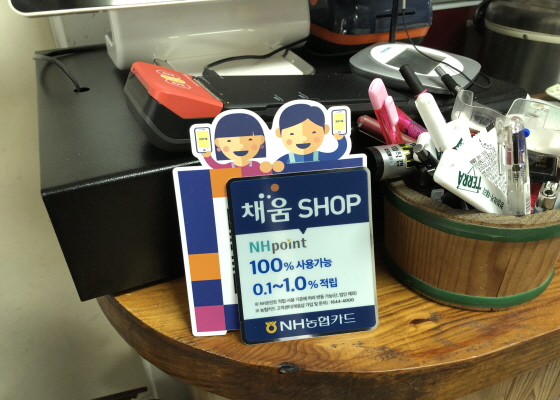 채움 SHOP
NHpoint
100% 사용가능
0.1~1.0% 적립
NH농협카드
TERRA